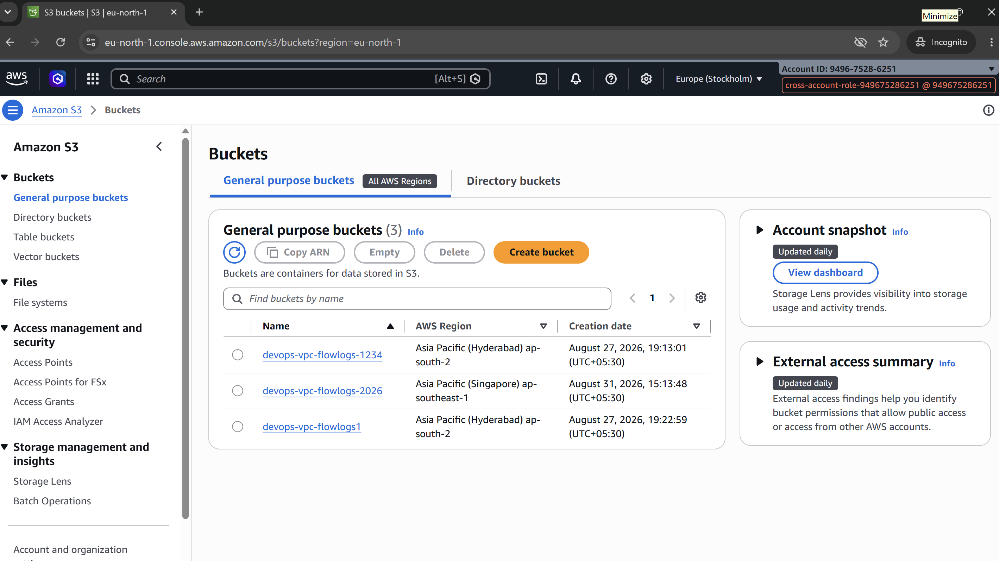 S3 buckets | S3 | eu-north-1
Minimize
eu-north-1.console.aws.amazon.com/s3/buckets?region=eu-north-1
Incognito
aws
Search
[Alt+S]
Europe (Stockholm)
Account ID: 9496-7528-6251
cross-account-role-949675286251 @ 949675286251
Amazon S3
Buckets
Amazon S3
Buckets
General purpose buckets
Directory buckets
Table buckets
Vector buckets
Files
File systems
Access management and
security
Access Points
Access Points for FSx
Access Grants
IAM Access Analyzer
Storage management and
insights
Storage Lens
Batch Operations
Account and organization
Buckets
General purpose buckets
All AWS Regions
Directory buckets
General purpose buckets (3) Info
Copy ARN
Empty
Delete
Create bucket
Buckets are containers for data stored in S3.
Find buckets by name
1
Name
AWS Region
Creation date
devops-vpc-flowlogs-1234
Asia Pacific (Hyderabad) ap-
south-2
August 27, 2026, 19:13:01
(UTC+05:30)
devops-vpc-flowlogs-2026
Asia Pacific (Singapore) ap-
southeast-1
August 31, 2026, 15:13:48
(UTC+05:30)
devops-vpc-flowlogs1
Asia Pacific (Hyderabad) ap-
south-2
August 27, 2026, 19:22:59
(UTC+05:30)
Account snapshot Info
Updated daily
View dashboard
Storage Lens provides visibility into storage
usage and activity trends.
External access summary Info
Updated daily
External access findings help you identify
bucket permissions that allow public access
or access from other AWS accounts.